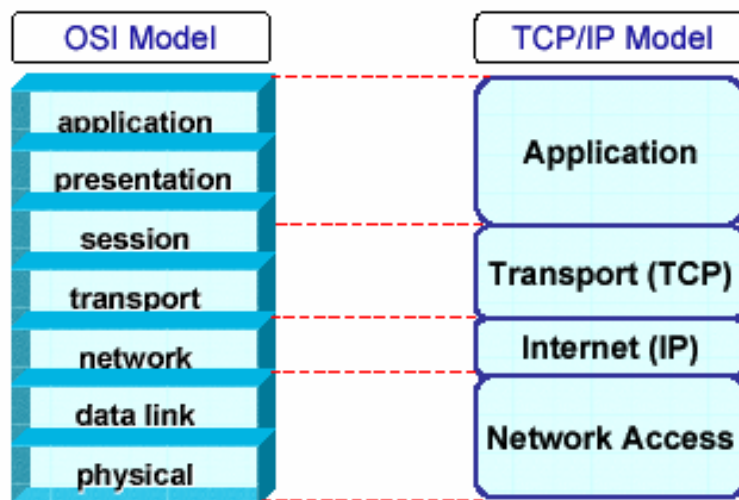 OSI Model
application
presentation
session
transport
network
data link
physical
TCP/IP Model
Application
Transport (TCP)
Internet (IP)
Network Access